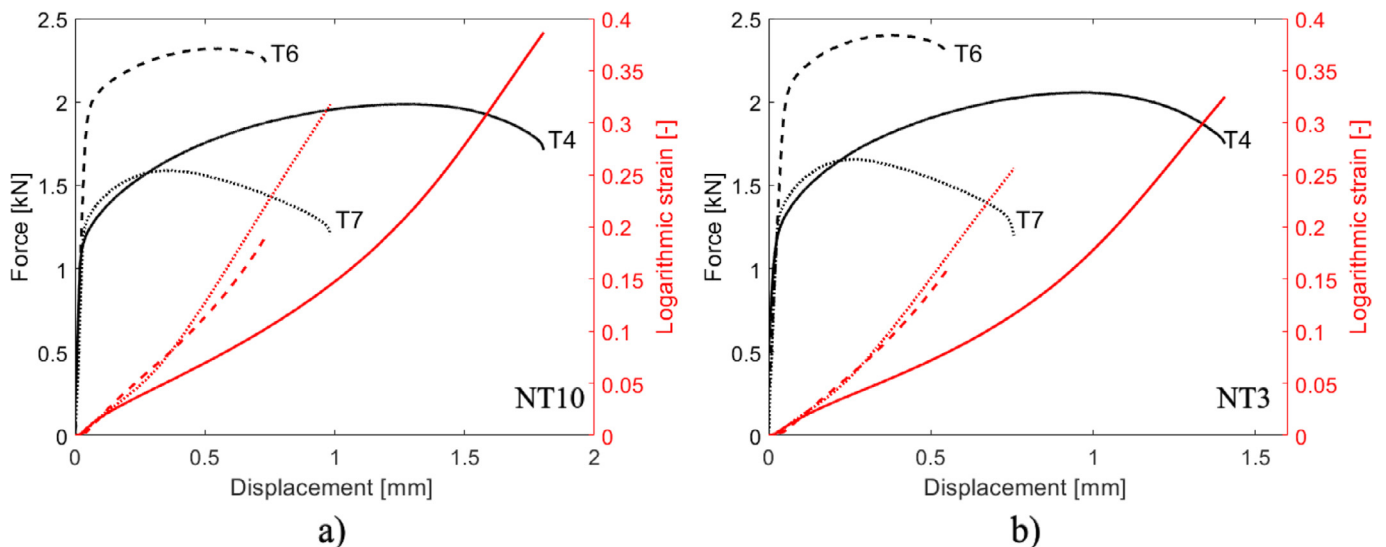 2.5
2
1.5
1
0.5
0
Force [kN]
T6
T4
T7
NT10
0.4
0.35
0.3
0.25
0.2
0.15
0.1
0.05
0
Logarithmic strain [-]
0
0.5
1
1.5
2
Displacement [mm]
a)
2.5
2
1.5
1
0.5
0
Force [kN]
T6
T4
T7
NT3
0.4
0.35
0.3
0.25
0.2
0.15
0.1
0.05
0
Logarithmic strain [-]
0
0.5
1
1.5
Displacement [mm]
b)